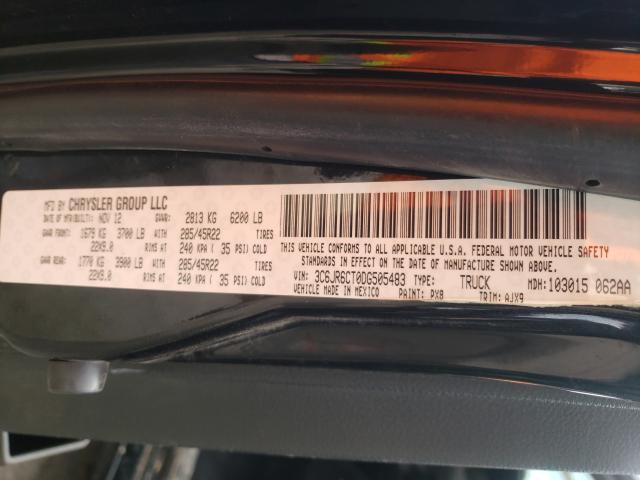 MFD BY CHRYSLER GROUP LLC
DATE OF MFR/BUILT: NOV 12 GVWR: 2813 KG 6200 LB
GAWR FRONT: 1679 KG 3700 LB WITH 285/45R22 TIRES
22X9.0 RIMS AT 240 KPA ( 35 PSI) COLD
GAWR REAR: 1770 KG 3900 LB WITH 285/45R22 TIRES
22X9.0 RIMS AT 240 KPA ( 35 PSI) COLD
THIS VEHICLE CONFORMS TO ALL APPLICABLE U.S.A. FEDERAL MOTOR VEHICLE SAFETY
STANDARDS IN EFFECT ON THE DATE OF MANUFACTURE SHOWN ABOVE.
VIN: 3C6JR6CT0DG505483 TYPE: TRUCK MDH: 103015 062AA
VEHICLE MADE IN MEXICO PAINT: PX8 TRIM: AJX9